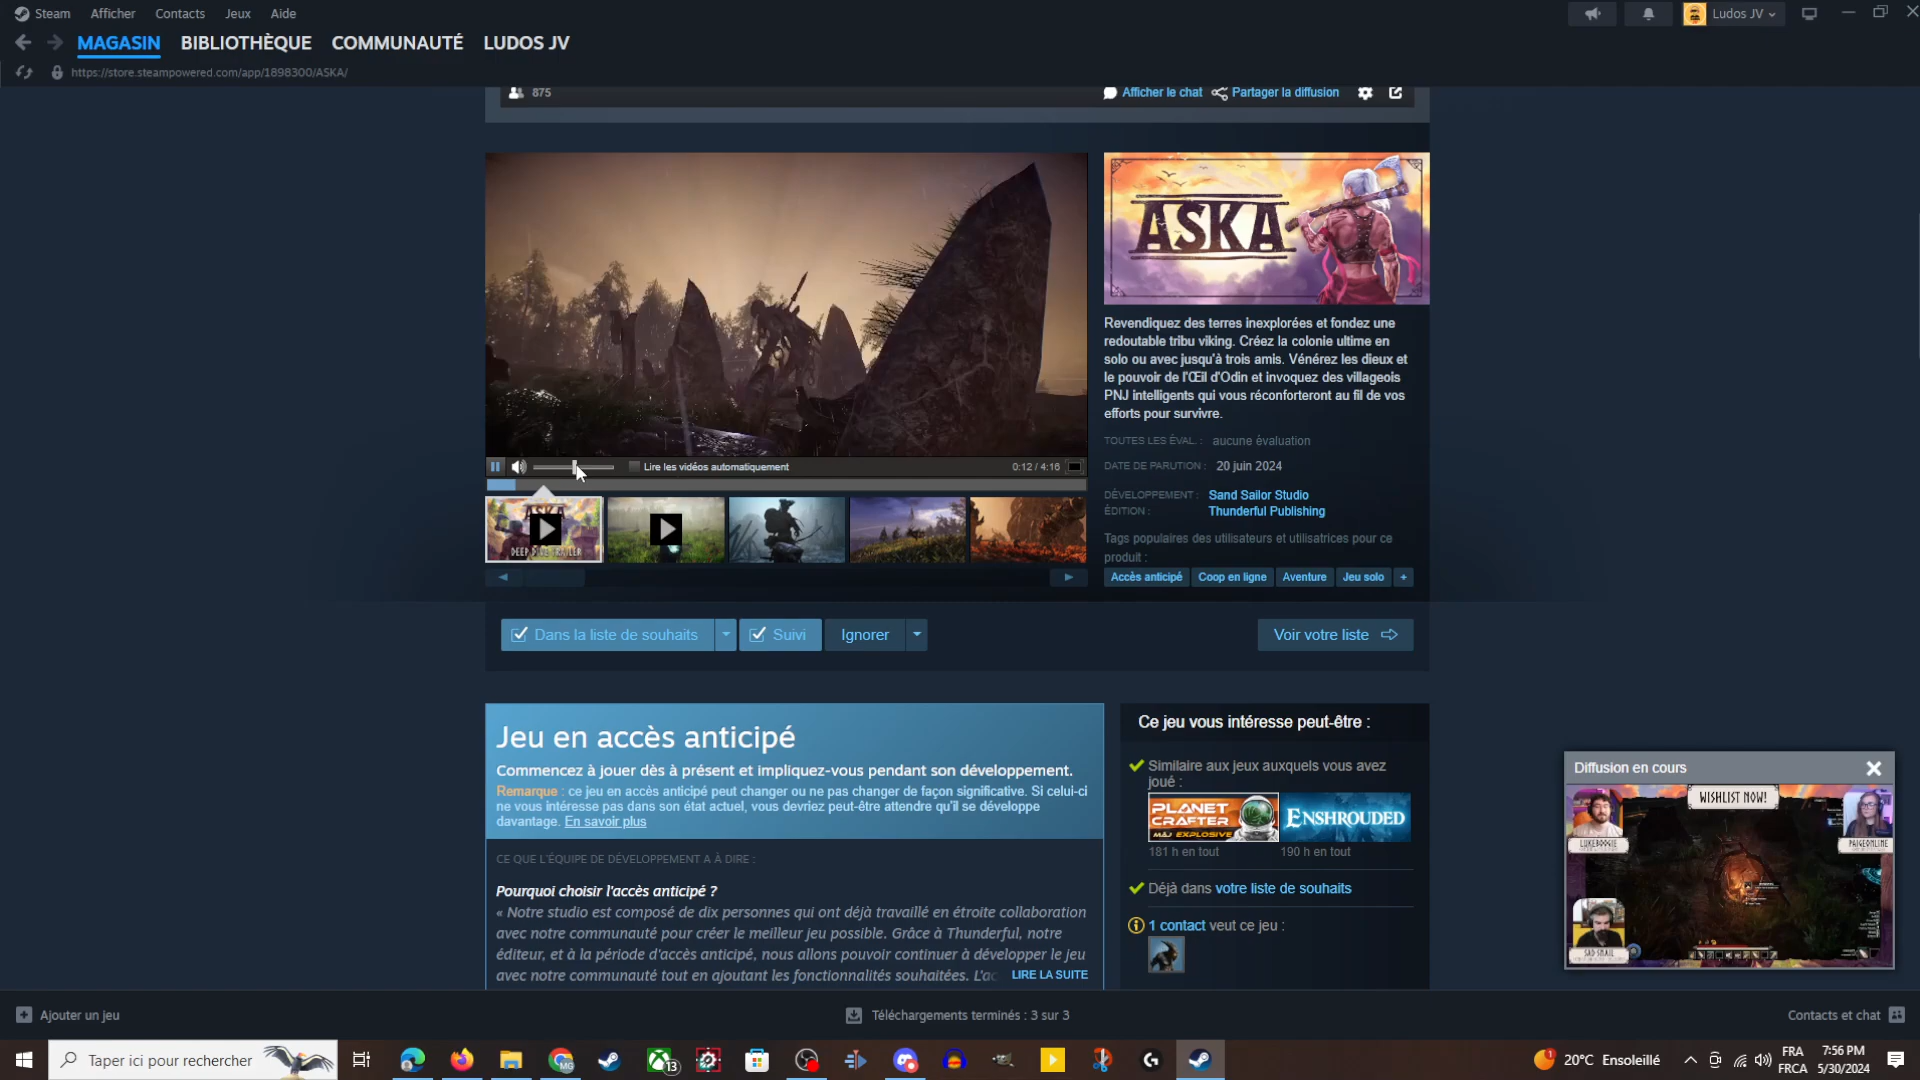 Steam Afficher Contacts Jeux Aide
Ludos JV
MAGASIN BIBLIOTHÈQUE COMMUNAUTÉ LUDOS JV
https://store.steampowered.com/app/1898300/ASKA/
875
Afficher le chat Partager la diffusion
ASKA
Revendiquez des terres inexplorées et fondez une
redoutable tribu viking. Créez la colonie ultime en
solo ou avec jusqu'à trois amis. Vénérez les dieux et
le pouvoir de l'Œil d'Odin et invoquez des villageois
PNJ intelligents qui vous réconforteront au fil de vos
efforts pour survivre.
TOUTES LES ÉVAL. : aucune évaluation
DATE DE PARUTION : 20 juin 2024
DÉVELOPPEMENT : Sand Sailor Studio
ÉDITION : Thunderful Publishing
Tags populaires des utilisateurs et utilisatrices pour ce
produit :
Accès anticipé Coop en ligne Aventure Jeu solo +
Lire les vidéos automatiquement 0:12 / 4:16
ASKA
DEEP DIVE TRAILER
Dans la liste de souhaits Suivi Ignorer Voir votre liste
Jeu en accès anticipé
Commencez à jouer dès à présent et impliquez-vous pendant son développement.
Remarque : ce jeu en accès anticipé peut changer ou ne pas changer de façon significative. Si celui-ci
ne vous intéresse pas dans son état actuel, vous devriez peut-être attendre qu'il se développe
davantage. En savoir plus
CE QUE L'ÉQUIPE DE DÉVELOPPEMENT A À DIRE :
Pourquoi choisir l'accès anticipé ?
« Notre studio est composé de dix personnes qui ont déjà travaillé en étroite collaboration
avec notre communauté pour créer le meilleur jeu possible. Grâce à Thunderful, notre
éditeur, et à la période d'accès anticipé, nous allons pouvoir continuer à développer le jeu
avec notre communauté tout en ajoutant les fonctionnalités souhaitées. L'ac
LIRE LA SUITE
Ce jeu vous intéresse peut-être :
Similaire aux jeux auxquels vous avez
joué :
PLANET CRAFTER
MÀJ EXPLOSIVE
ENSHROUDED
181 h en tout 190 h en tout
Déjà dans votre liste de souhaits
1 contact veut ce jeu :
Diffusion en cours
WISHLIST NOW!
LUKEBOOGIE
PAIGEONLINE
SAD SNAIL
Ajouter un jeu
Téléchargements terminés : 3 sur 3
Contacts et chat
Taper ici pour rechercher
13
1
20°C Ensoleillé
FRA
FRCA
7:56 PM
5/30/2024